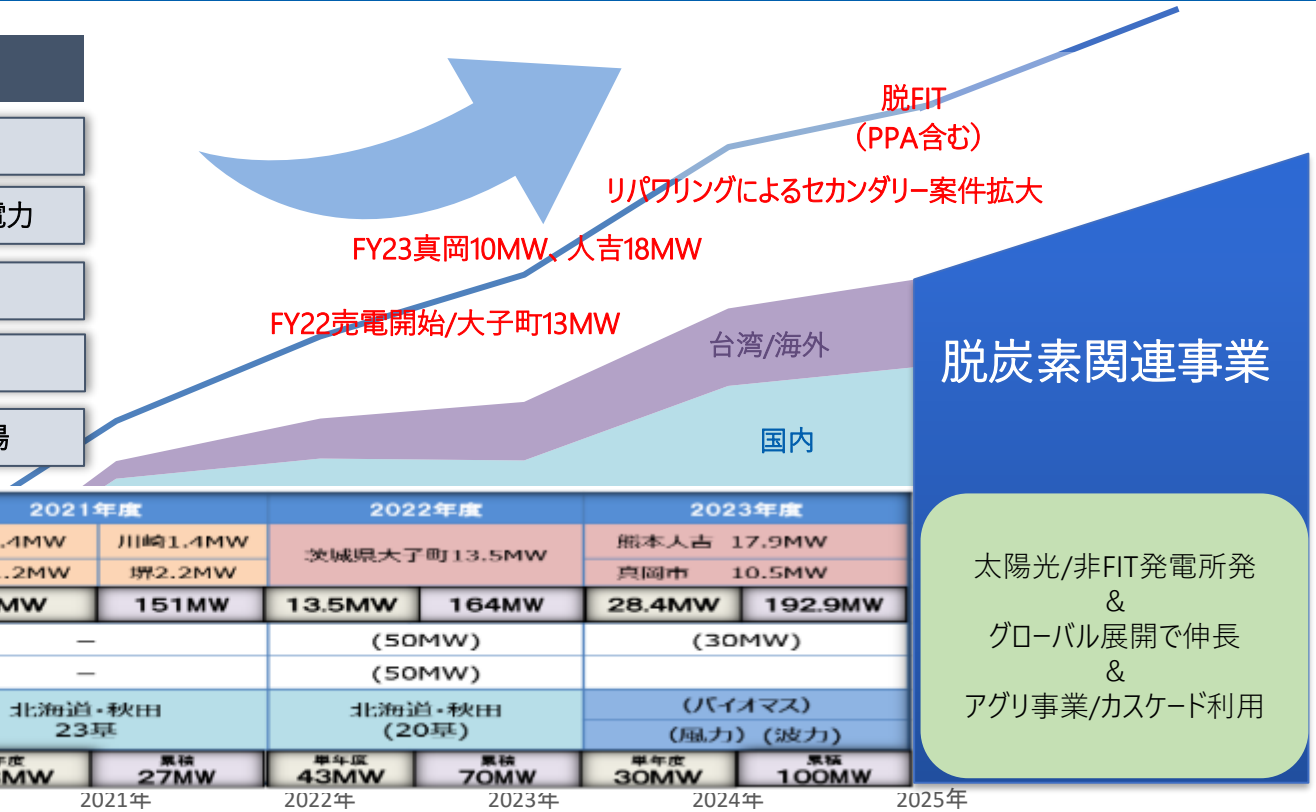 電力
場
脱FIT
（PPA含む）
リパワリングによるセカンダリー案件拡大
FY23真岡10MW、人吉18MW
FY22売電開始/大子町13MW
台湾/海外
国内
脱炭素関連事業
太陽光/非FIT発電所発
&
グローバル展開で伸長
&
アグリ事業/カスケード利用
2021年度 2022年度 2023年度
.4MW 川崎1.4MW 茨城県大子町13.5MW 熊本人吉 17.9MW
.2MW 堺2.2MW 真岡市 10.5MW
MW 151MW 13.5MW 164MW 28.4MW 192.9MW
－ (50MW) (30MW)
－ (50MW)
北海道・秋田 北海道・秋田 (バイオマス)
23基 (20基) (風力) (波力)
年度 累積 単年度 累積 単年度 累積
MW 27MW 43MW 70MW 30MW 100MW
2021年 2022年 2023年 2024年 2025年